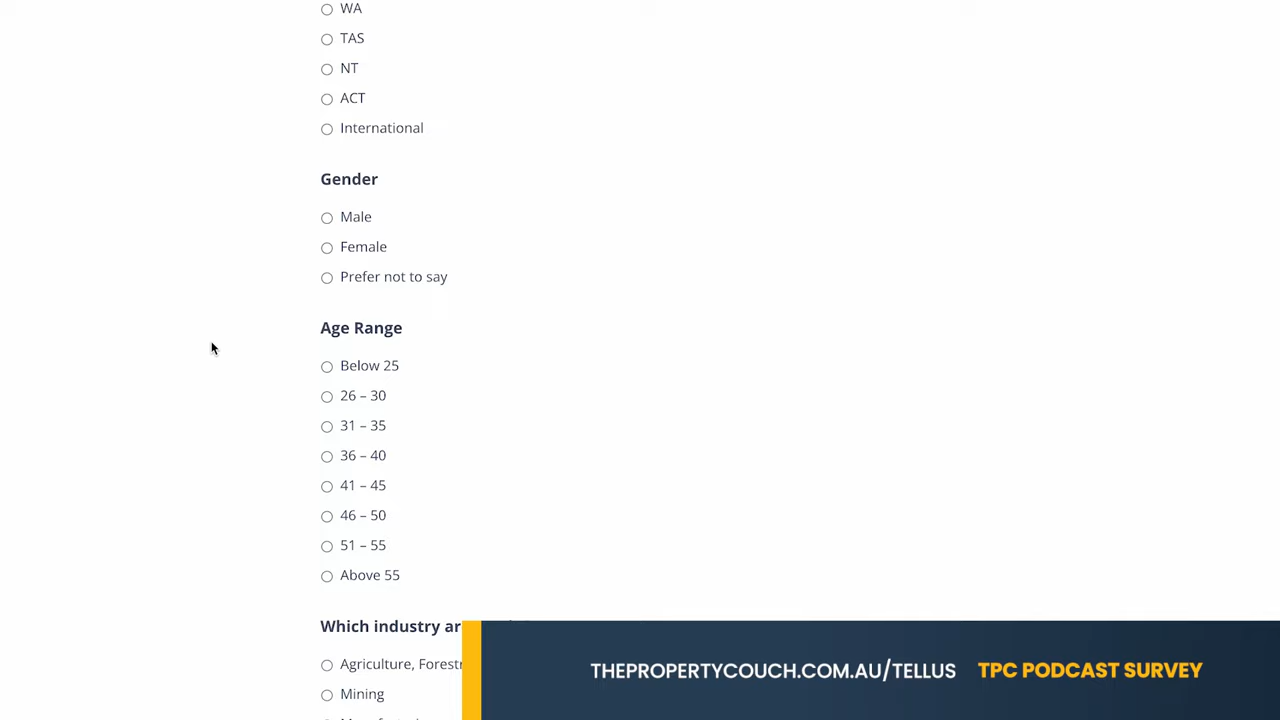 WA
TAS
NT
ACT
International
Gender
Male
Female
Prefer not to say
Age Range
Below 25
26 – 30
31 – 35
36 – 40
41 – 45
46 – 50
51 – 55
Above 55
Which industry ar
Agriculture, Forestr
Mining
THEPROPERTYCOUCH.COM.AU/TELLUS TPC PODCAST SURVEY